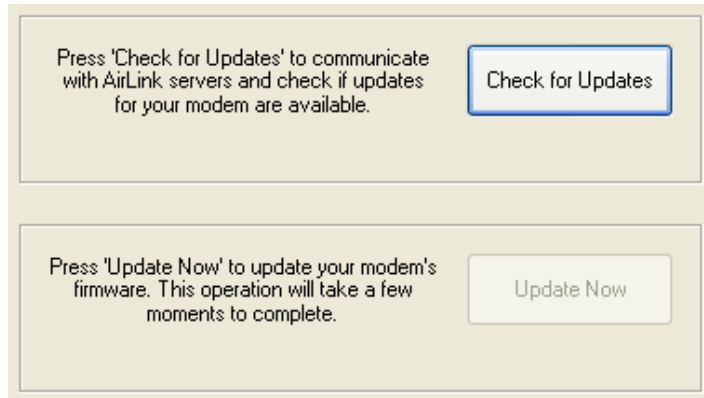 Press 'Check for Updates' to communicate
with AirLink servers and check if updates
for your modem are available.
Check for Updates
Press 'Update Now' to update your modem's
firmware. This operation will take a few
moments to complete.
Update Now